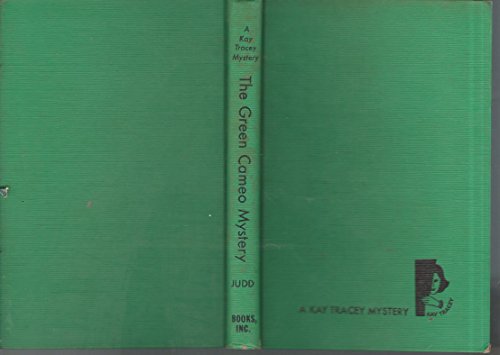 A
Kay
Tracey
Mystery
The Green Cameo Mystery
JUDD
BOOKS,
INC.
A KAY TRACEY MYSTERY
KAY TRACEY